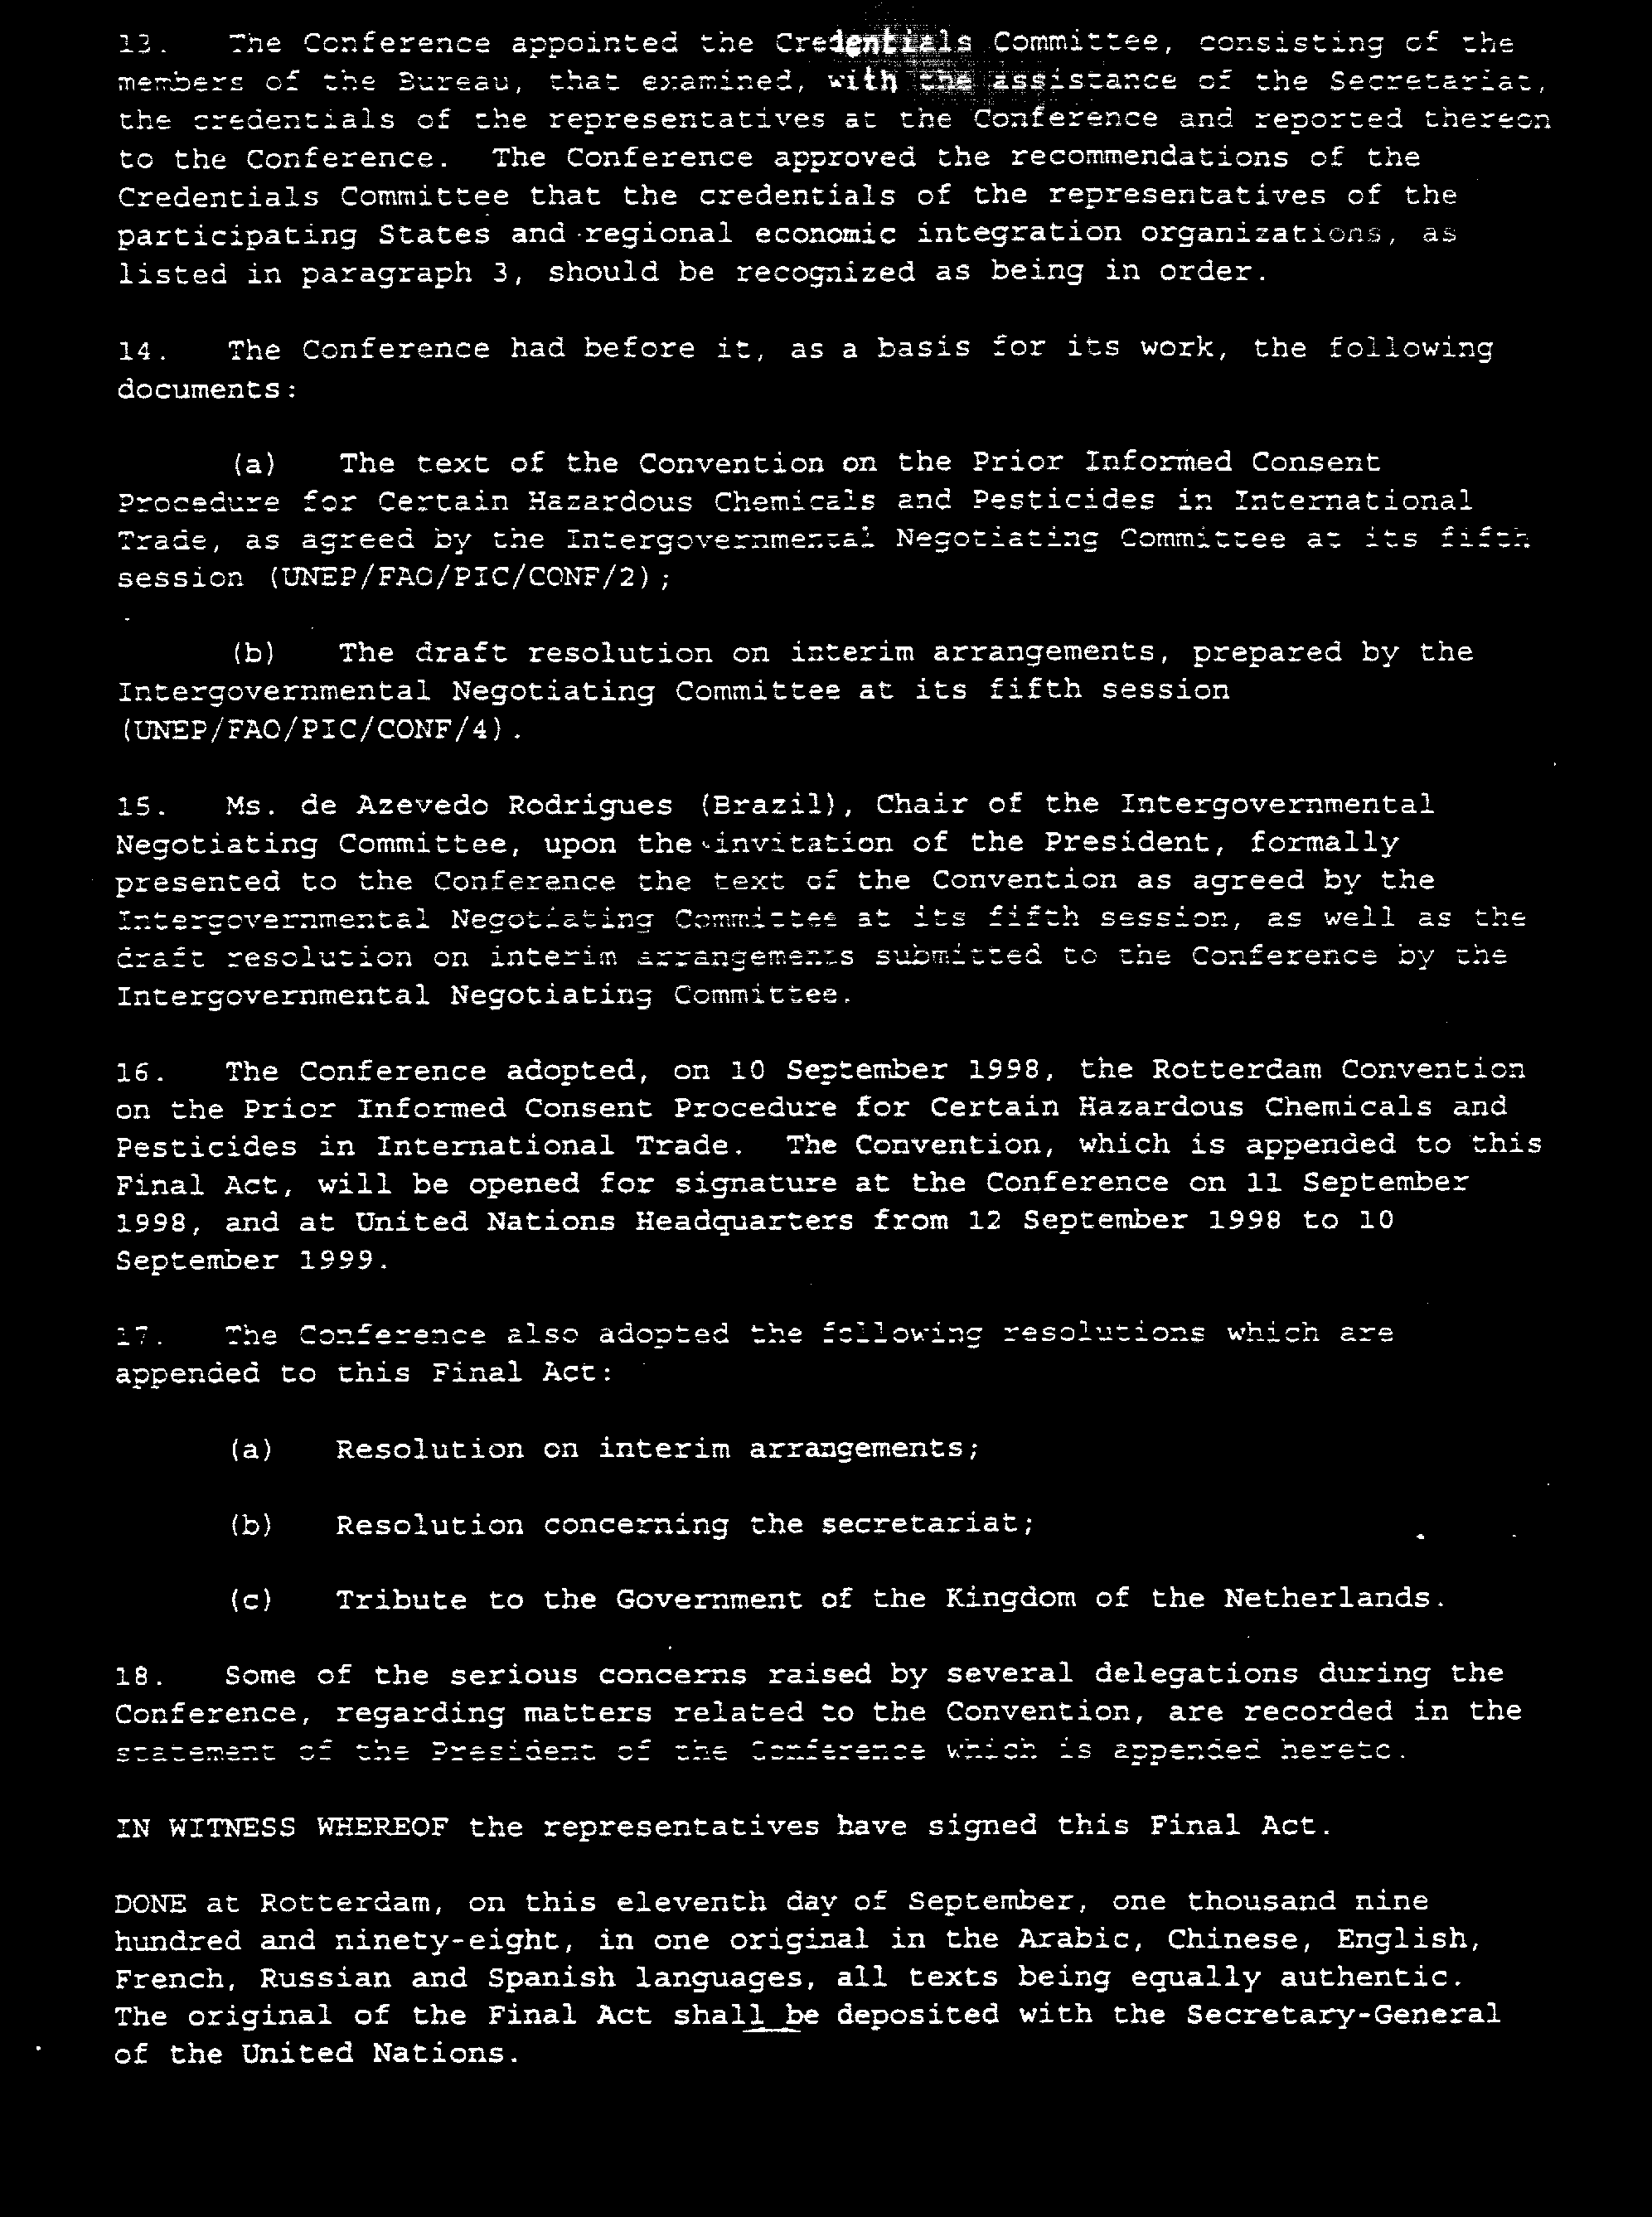 13. The Conference appointed the Credentials Committee, consisting of the
members of the Bureau, that examined, with the assistance of the Secretariat,
the credentials of the representatives at the Conference and reported thereon
to the Conference. The Conference approved the recommendations of the
Credentials Committee that the credentials of the representatives of the
participating States and regional economic integration organizations, as
listed in paragraph 3, should be recognized as being in order.
14. The Conference had before it, as a basis for its work, the following
documents:
(a) The text of the Convention on the Prior Informed Consent
Procedure for Certain Hazardous Chemicals and Pesticides in International
Trade, as agreed by the Intergovernmental Negotiating Committee at its fifth
session (UNEP/FAO/PIC/CONF/2);
(b) The draft resolution on interim arrangements, prepared by the
Intergovernmental Negotiating Committee at its fifth session
(UNEP/FAO/PIC/CONF/4).
15. Ms. de Azevedo Rodrigues (Brazil), Chair of the Intergovernmental
Negotiating Committee, upon the invitation of the President, formally
presented to the Conference the text of the Convention as agreed by the
Intergovernmental Negotiating Committee at its fifth session, as well as the
draft resolution on interim arrangements submitted to the Conference by the
Intergovernmental Negotiating Committee.
16. The Conference adopted, on 10 September 1998, the Rotterdam Convention
on the Prior Informed Consent Procedure for Certain Hazardous Chemicals and
Pesticides in International Trade. The Convention, which is appended to this
Final Act, will be opened for signature at the Conference on 11 September
1998, and at United Nations Headquarters from 12 September 1998 to 10
September 1999.
17. The Conference also adopted the following resolutions which are
appended to this Final Act:
(a) Resolution on interim arrangements;
(b) Resolution concerning the secretariat;
(c) Tribute to the Government of the Kingdom of the Netherlands.
18. Some of the serious concerns raised by several delegations during the
Conference, regarding matters related to the Convention, are recorded in the
statement of the President of the Conference which is appended hereto.
IN WITNESS WHEREOF the representatives have signed this Final Act.
DONE at Rotterdam, on this eleventh day of September, one thousand nine
hundred and ninety-eight, in one original in the Arabic, Chinese, English,
French, Russian and Spanish languages, all texts being equally authentic.
The original of the Final Act shall be deposited with the Secretary-General
of the United Nations.